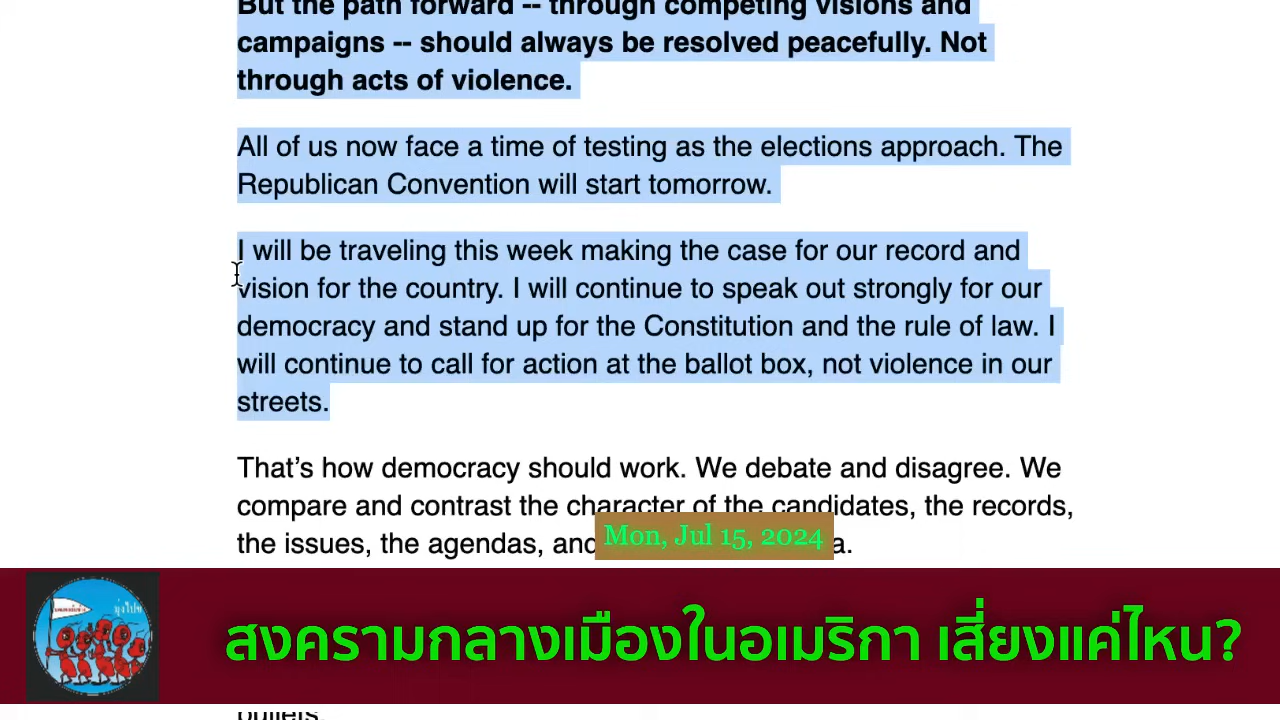 But the path forward -- through competing visions and
campaigns -- should always be resolved peacefully. Not
through acts of violence.
All of us now face a time of testing as the elections approach. The
Republican Convention will start tomorrow.
I will be traveling this week making the case for our record and
vision for the country. I will continue to speak out strongly for our
democracy and stand up for the Constitution and the rule of law. I
will continue to call for action at the ballot box, not violence in our
streets.
That’s how democracy should work. We debate and disagree. We
compare and contrast the character of the candidates, the records,
the issues, the agendas, and
Mon, Jul 15, 2024
a.
สงครามกลางเมืองในอเมริกา เสี่ยงแค่ไหน?
bullets.